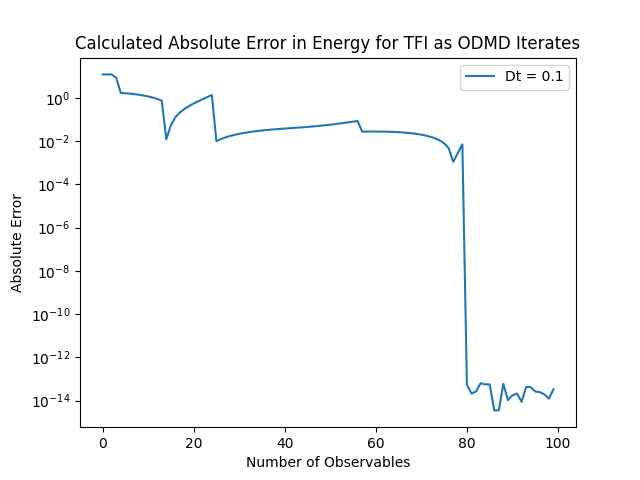 Calculated Absolute Error in Energy for TFI as ODMD Iterates
Dt = 0.1
10⁰
10⁻²
10⁻⁴
10⁻⁶
10⁻⁸
10⁻¹⁰
10⁻¹²
10⁻¹⁴
Absolute Error
0 20 40 60 80 100
Number of Observables